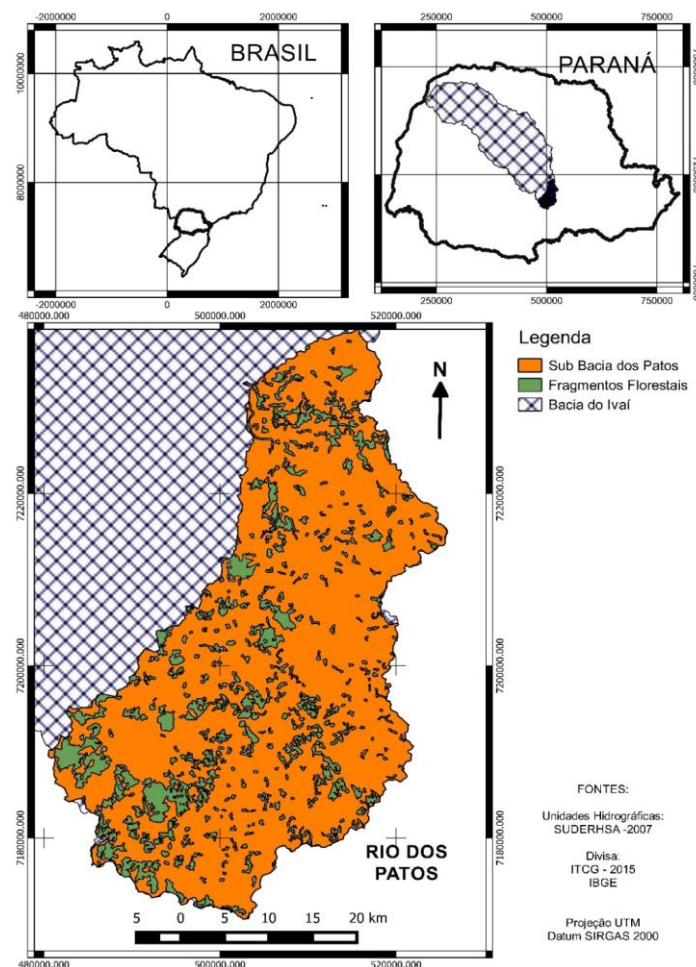 -2000000 0 2000000
BRASIL
10000000
8000000
-2000000 0 2000000
250000 500000 750000
PARANÁ
250000 500000 750000
480000.000 500000.000 520000.000
7220000.000
7200000.000
7180000.000
7220000.000
7200000.000
7180000.000
N
RIO DOS
PATOS
5 0 5 10 15 20 km
480000.000 500000.000 520000.000
Legenda
Sub Bacia dos Patos
Fragmentos Florestais
Bacia do Ivaí
FONTES:
Unidades Hidrográficas:
SUDERHSA -2007
Divisa:
ITCG - 2015
IBGE
Projeção UTM
Datum SIRGAS 2000